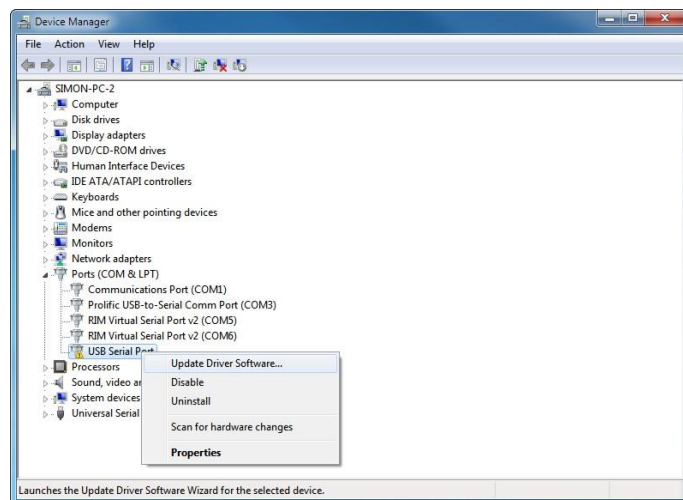 Device Manager
File Action View Help
SIMON-PC-2
Computer
Disk drives
Display adapters
DVD/CD-ROM drives
Human Interface Devices
IDE ATA/ATAPI controllers
Keyboards
Mice and other pointing devices
Modems
Monitors
Network adapters
Ports (COM & LPT)
Communications Port (COM1)
Prolific USB-to-Serial Comm Port (COM3)
RIM Virtual Serial Port v2 (COM5)
RIM Virtual Serial Port v2 (COM6)
USB Serial Port
Update Driver Software...
Processors
Sound, video
Disable
System devices
Uninstall
Universal Serial
Scan for hardware changes
Properties
Launches the Update Driver Software Wizard for the selected device.